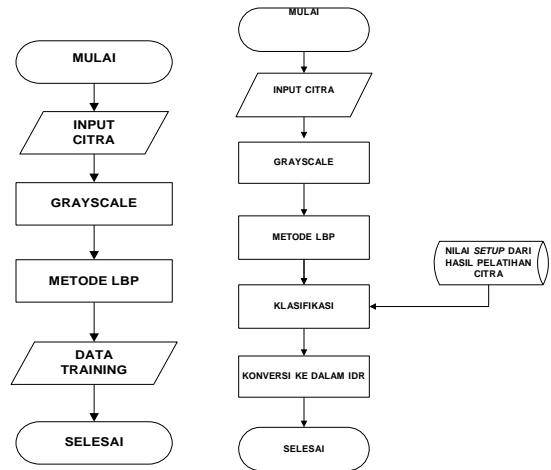 MULAI
INPUT
CITRA
GRAYSCALE
METODE LBP
DATA
TRAINING
SELESAI
MULAI
INPUT CITRA
GRAYSCALE
METODE LBP
NILAI SETUP DARI
HASIL PELATIHAN
CITRA
KLASIFIKASI
KONVERSI KE DALAM IDR
SELESAI